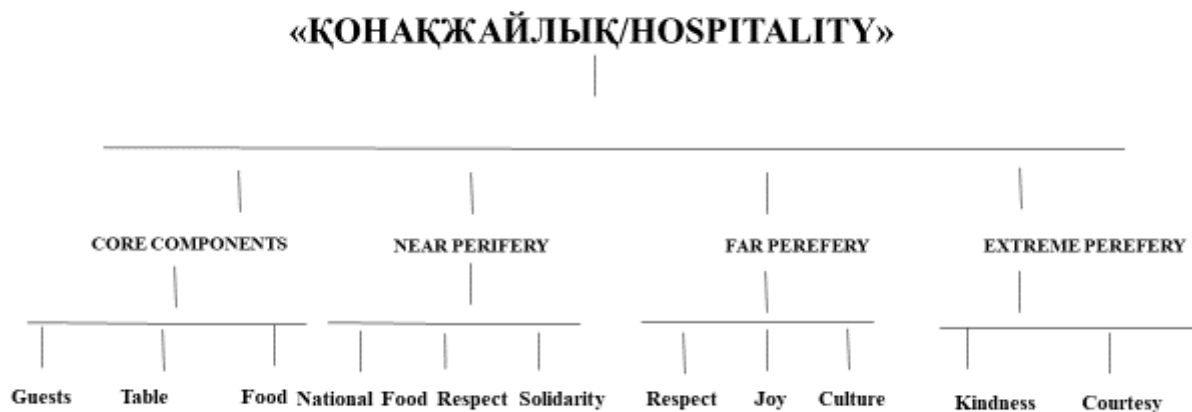 «ҚОНАҚЖАЙЛЫҚ/HOSPITALITY»
CORE COMPONENTS NEAR PERIFERY FAR PEREFERY EXTREME PEREFERY
Guests Table Food National Food Respect Solidarity Respect Joy Culture Kindness Courtesy